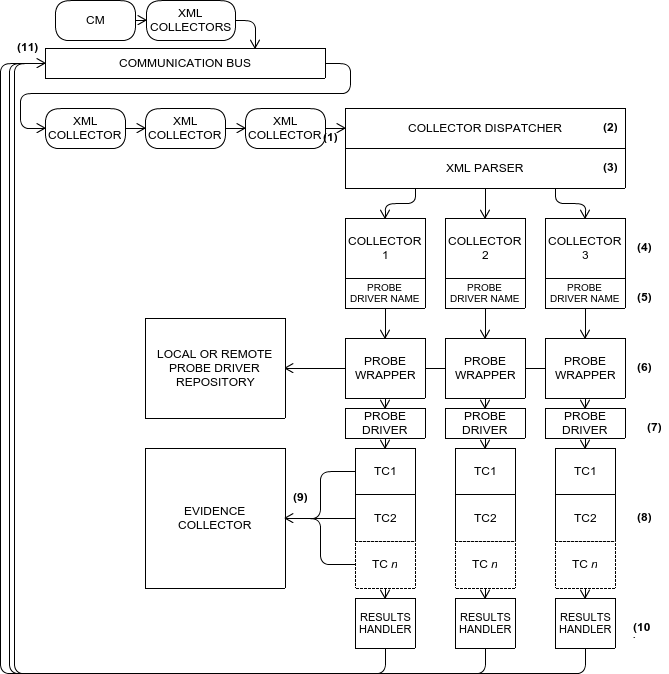 CM
XML
COLLECTORS
(11)
COMMUNICATION BUS
XML
COLLECTOR
XML
COLLECTOR
XML
COLLECTOR
(1)
COLLECTOR DISPATCHER
(2)
XML PARSER
(3)
COLLECTOR
1
COLLECTOR
2
COLLECTOR
3
(4)
PROBE
DRIVER NAME
PROBE
DRIVER NAME
PROBE
DRIVER NAME
(5)
LOCAL OR REMOTE
PROBE DRIVER
REPOSITORY
PROBE
WRAPPER
PROBE
WRAPPER
PROBE
WRAPPER
(6)
PROBE
DRIVER
PROBE
DRIVER
PROBE
DRIVER
(7)
EVIDENCE
COLLECTOR
(9)
TC1
TC1
TC1
TC2
TC2
TC2
(8)
TC n
TC n
TC n
RESULTS
HANDLER
RESULTS
HANDLER
RESULTS
HANDLER
(10
.